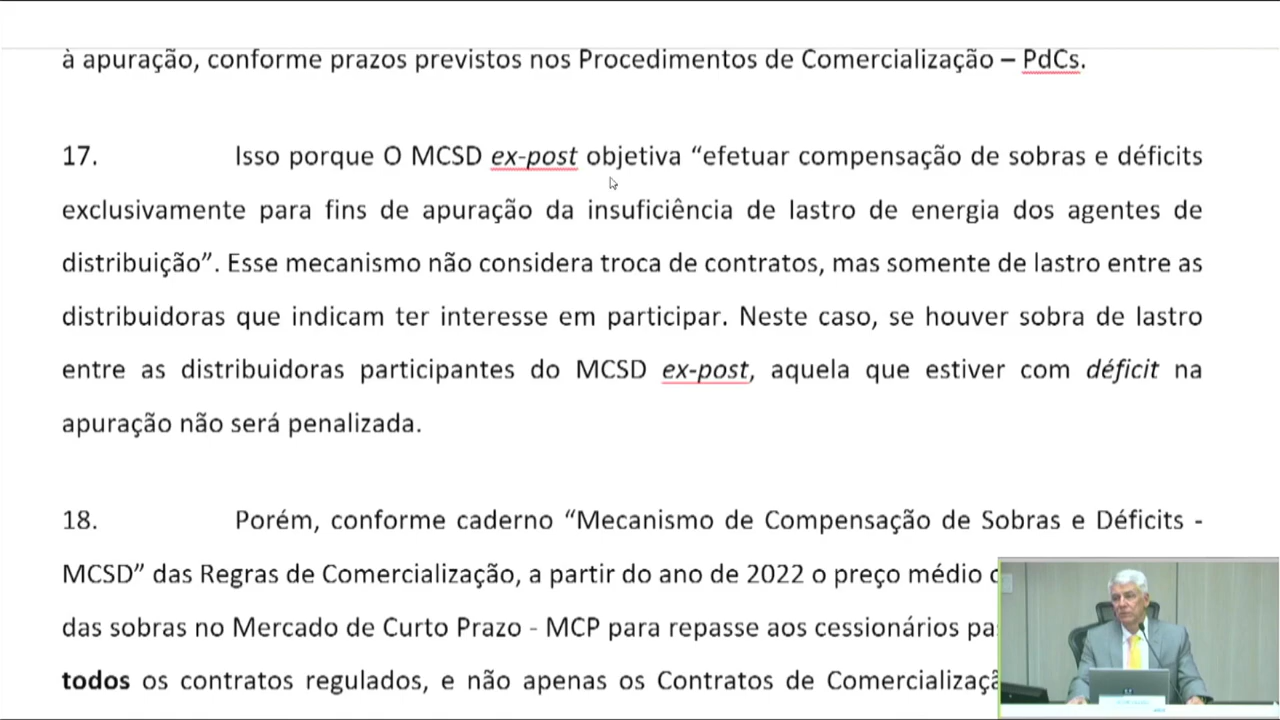 à apuração, conforme prazos previstos nos Procedimentos de Comercialização – PdCs.
17. Isso porque O MCSD ex-post objetiva “efetuar compensação de sobras e déficits
exclusivamente para fins de apuração da insuficiência de lastro de energia dos agentes de
distribuição”. Esse mecanismo não considera troca de contratos, mas somente de lastro entre as
distribuidoras que indicam ter interesse em participar. Neste caso, se houver sobra de lastro
entre as distribuidoras participantes do MCSD ex-post, aquela que estiver com déficit na
apuração não será penalizada.
18. Porém, conforme caderno “Mecanismo de Compensação de Sobras e Déficits -
MCSD” das Regras de Comercialização, a partir do ano de 2022 o preço médio
das sobras no Mercado de Curto Prazo - MCP para repasse aos cessionários
todos os contratos regulados, e não apenas os Contratos de